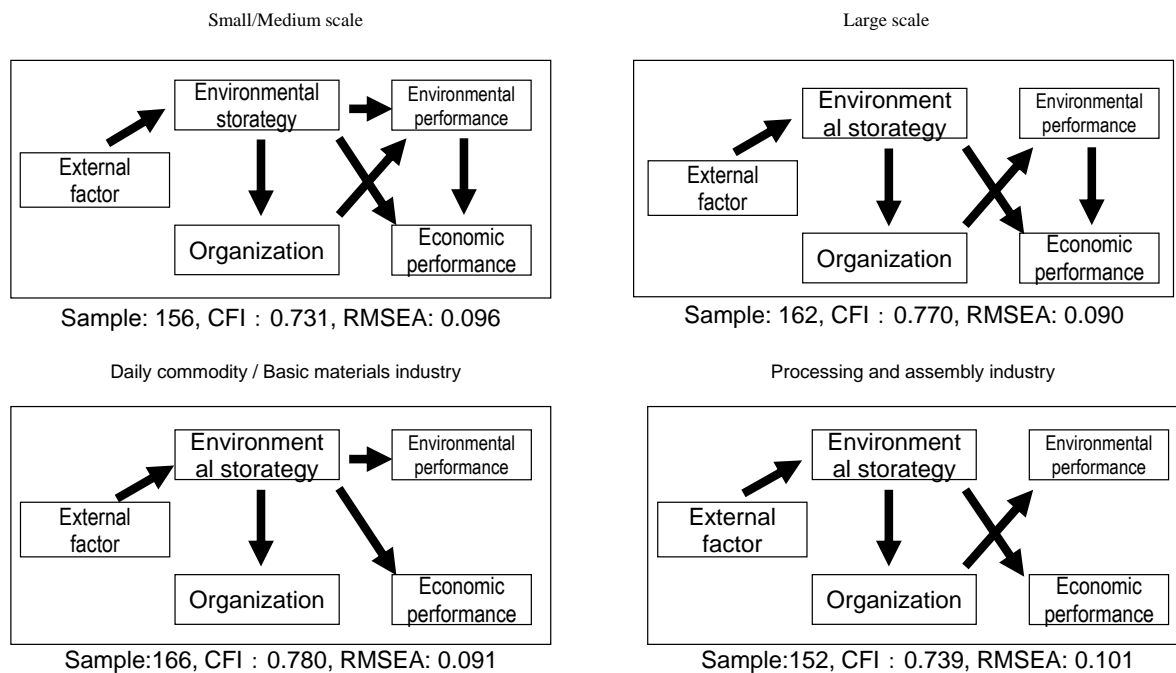 Small/Medium scale
Environmental
storategy
Environmental
performance
External
factor
Organization
Economic
performance
Sample: 156, CFI : 0.731, RMSEA: 0.096
Large scale
Environment
al storategy
Environmental
performance
External
factor
Organization
Economic
performance
Sample: 162, CFI : 0.770, RMSEA: 0.090
Daily commodity / Basic materials industry
Environment
al storategy
Environmental
performance
External
factor
Organization
Economic
performance
Sample:166, CFI : 0.780, RMSEA: 0.091
Processing and assembly industry
Environment
al storategy
Environmental
performance
External
factor
Organization
Economic
performance
Sample:152, CFI : 0.739, RMSEA: 0.101